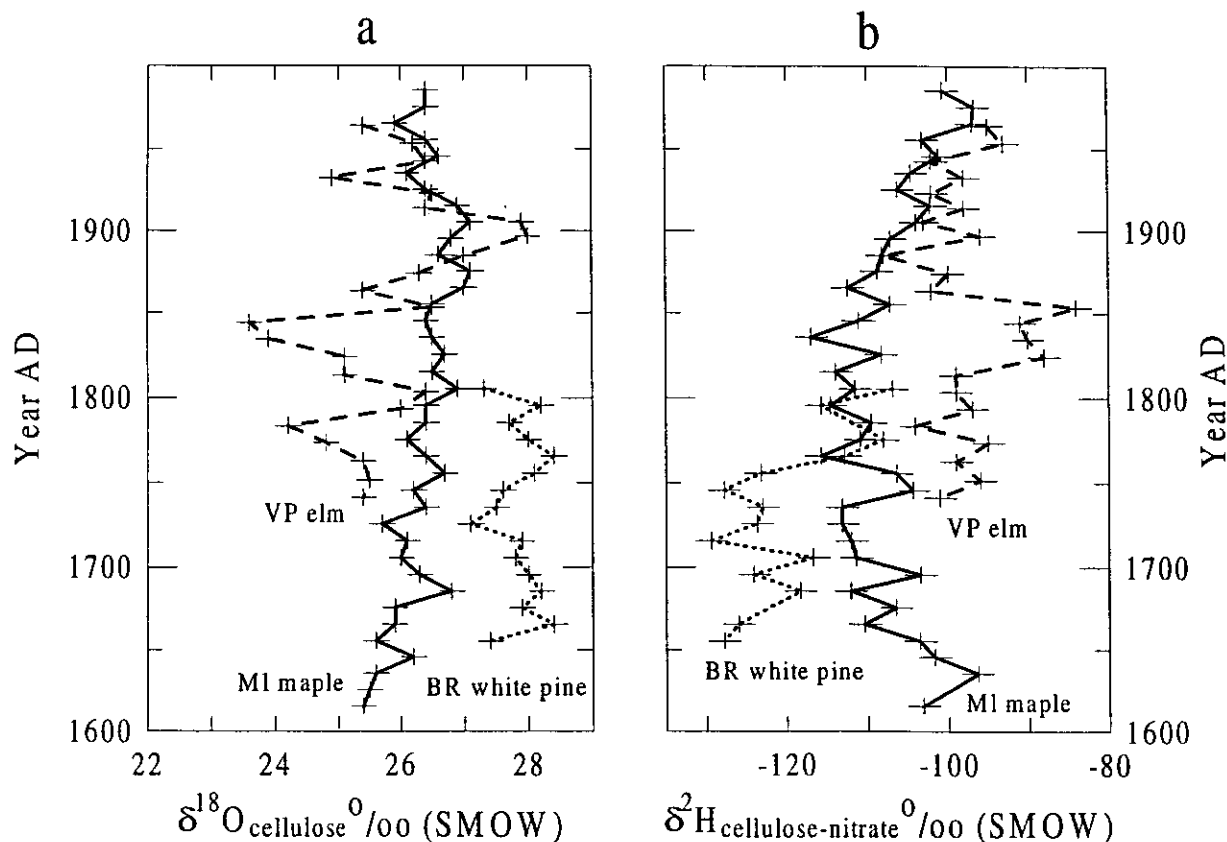 a
b
1900
1800
1700
1600
Year AD
VP elm
M1 maple
BR white pine
22 24 26 28
δ¹⁸Ocellulose⁰/oo (SMOW)
1900
1800
1700
1600
Year AD
VP elm
BR white pine
M1 maple
-120 -100 -80
δ²Hcellulose-nitrate⁰/oo (SMOW)